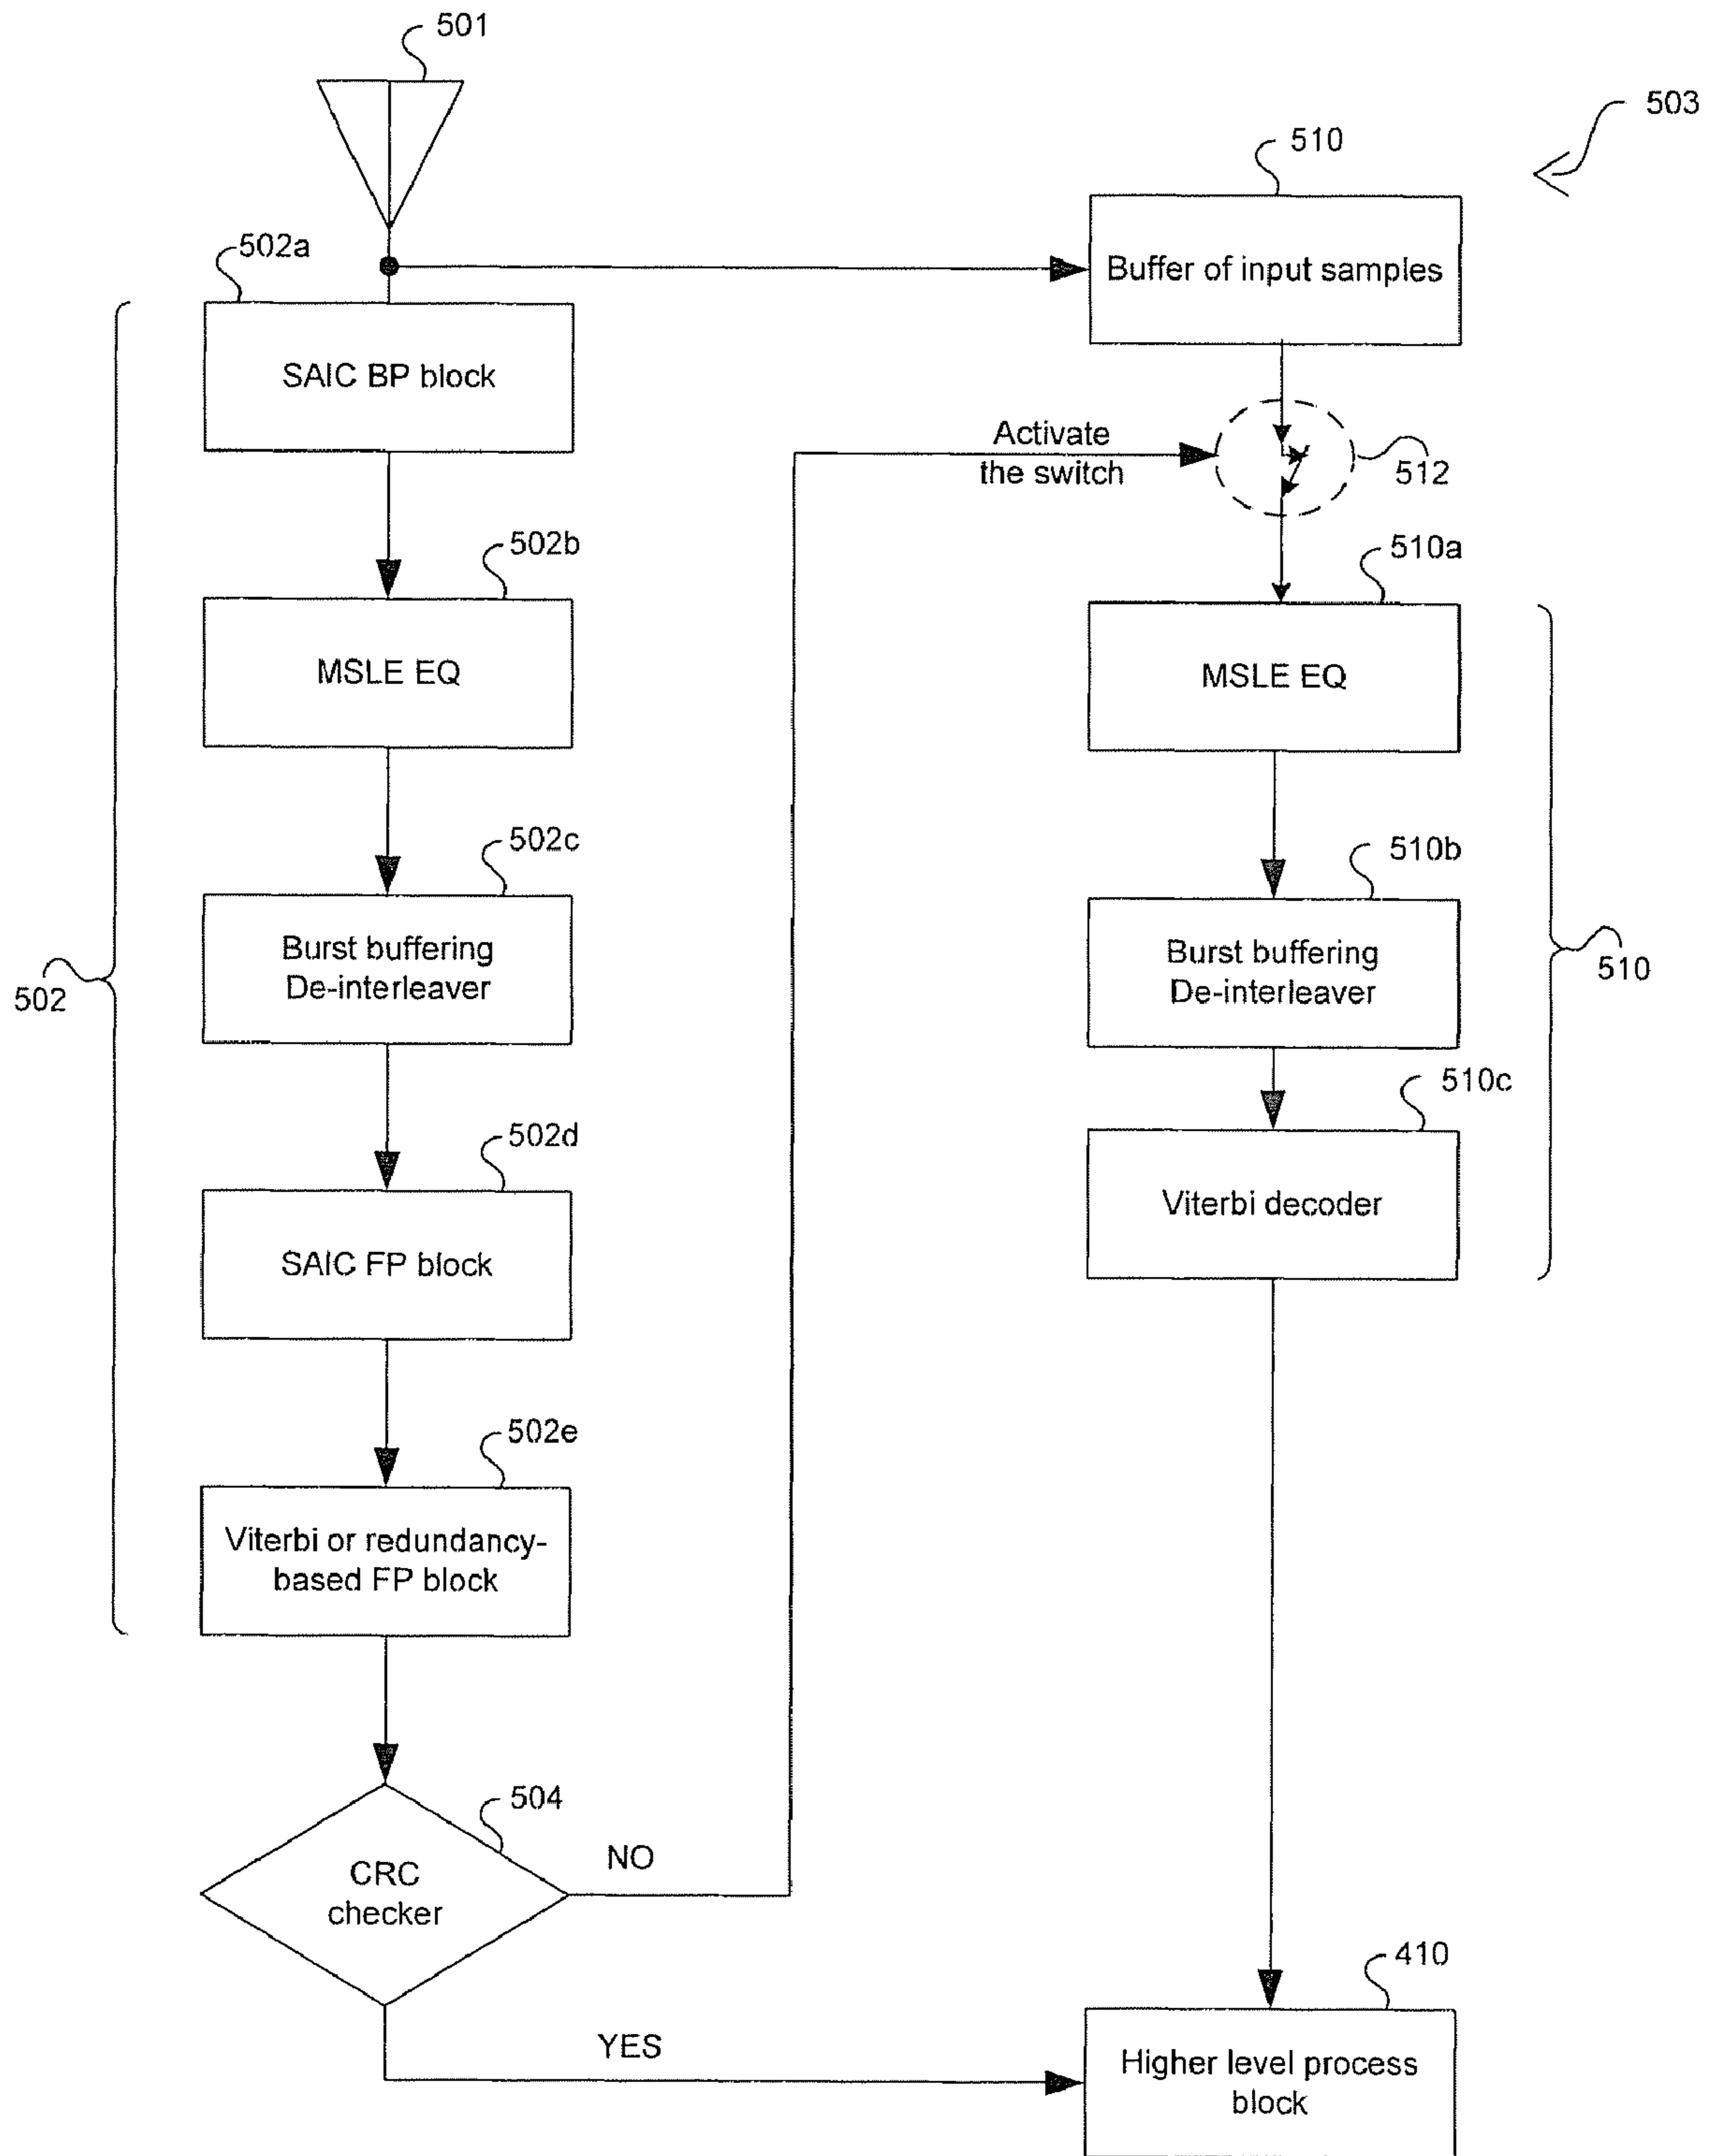 501
503
510
502a
Buffer of input samples
SAIC BP block
Activate
the switch
512
502b
510a
MSLE EQ
MSLE EQ
502c
510b
Burst buffering
De-interleaver
Burst buffering
De-interleaver
502
510
502d
510c
SAIC FP block
Viterbi decoder
502e
Viterbi or redundancy-
based FP block
504
CRC
checker
NO
410
YES
Higher level process
block